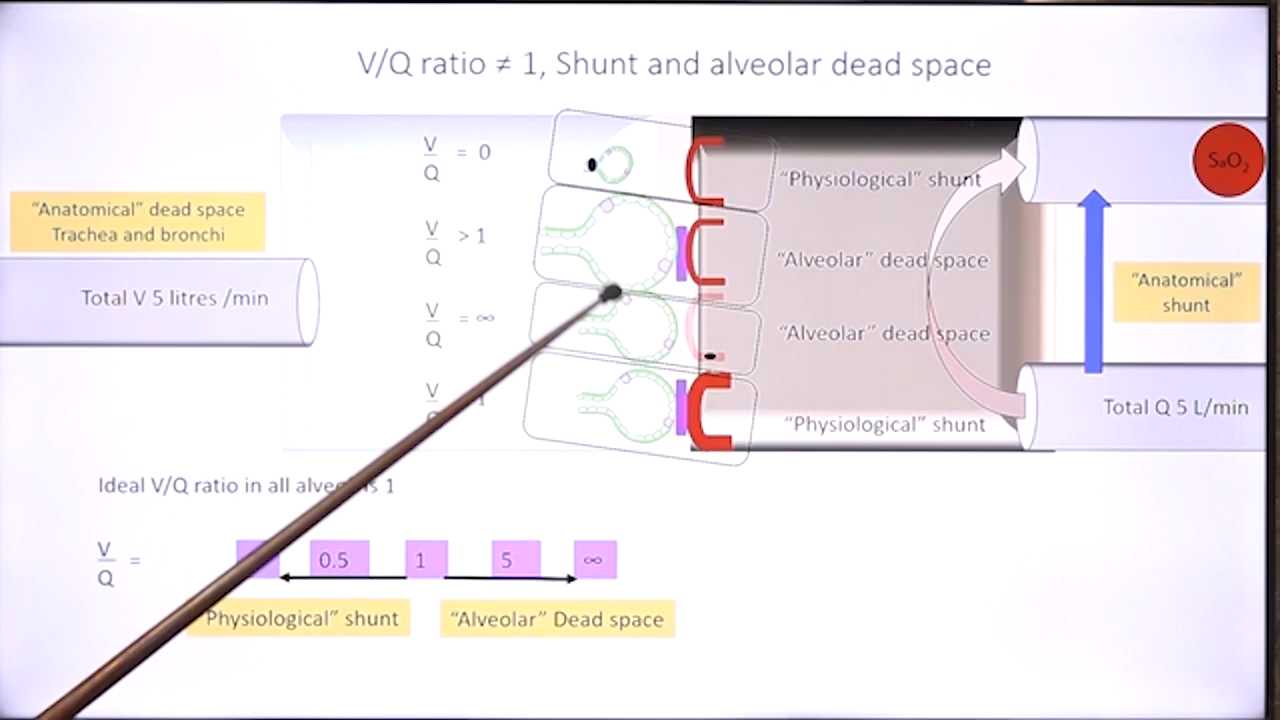 V/Q ratio ≠ 1, Shunt and alveolar dead space
V
Q
= 0
"Physiological" shunt
SaO₂
"Anatomical" dead space
Trachea and bronchi
V
Q
> 1
"Alveolar" dead space
"Anatomical"
shunt
Total V 5 litres /min
V
Q
= ∞
"Alveolar" dead space
V
"Physiological" shunt
Total Q 5 L/min
Ideal V/Q ratio in all 1
V
Q
=
0.5
1
5
∞
Physiological" shunt
"Alveolar" Dead space